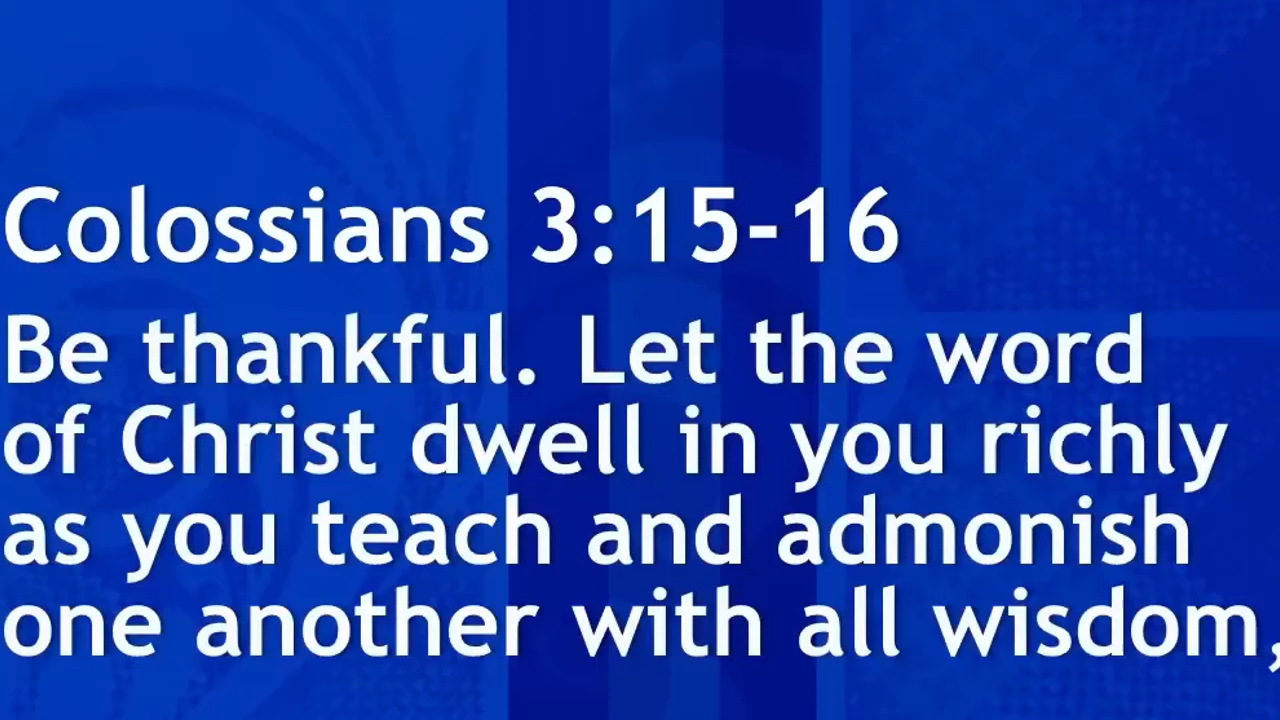 Colossians 3:15-16
Be thankful. Let the word
of Christ dwell in you richly
as you teach and admonish
one another with all wisdom,